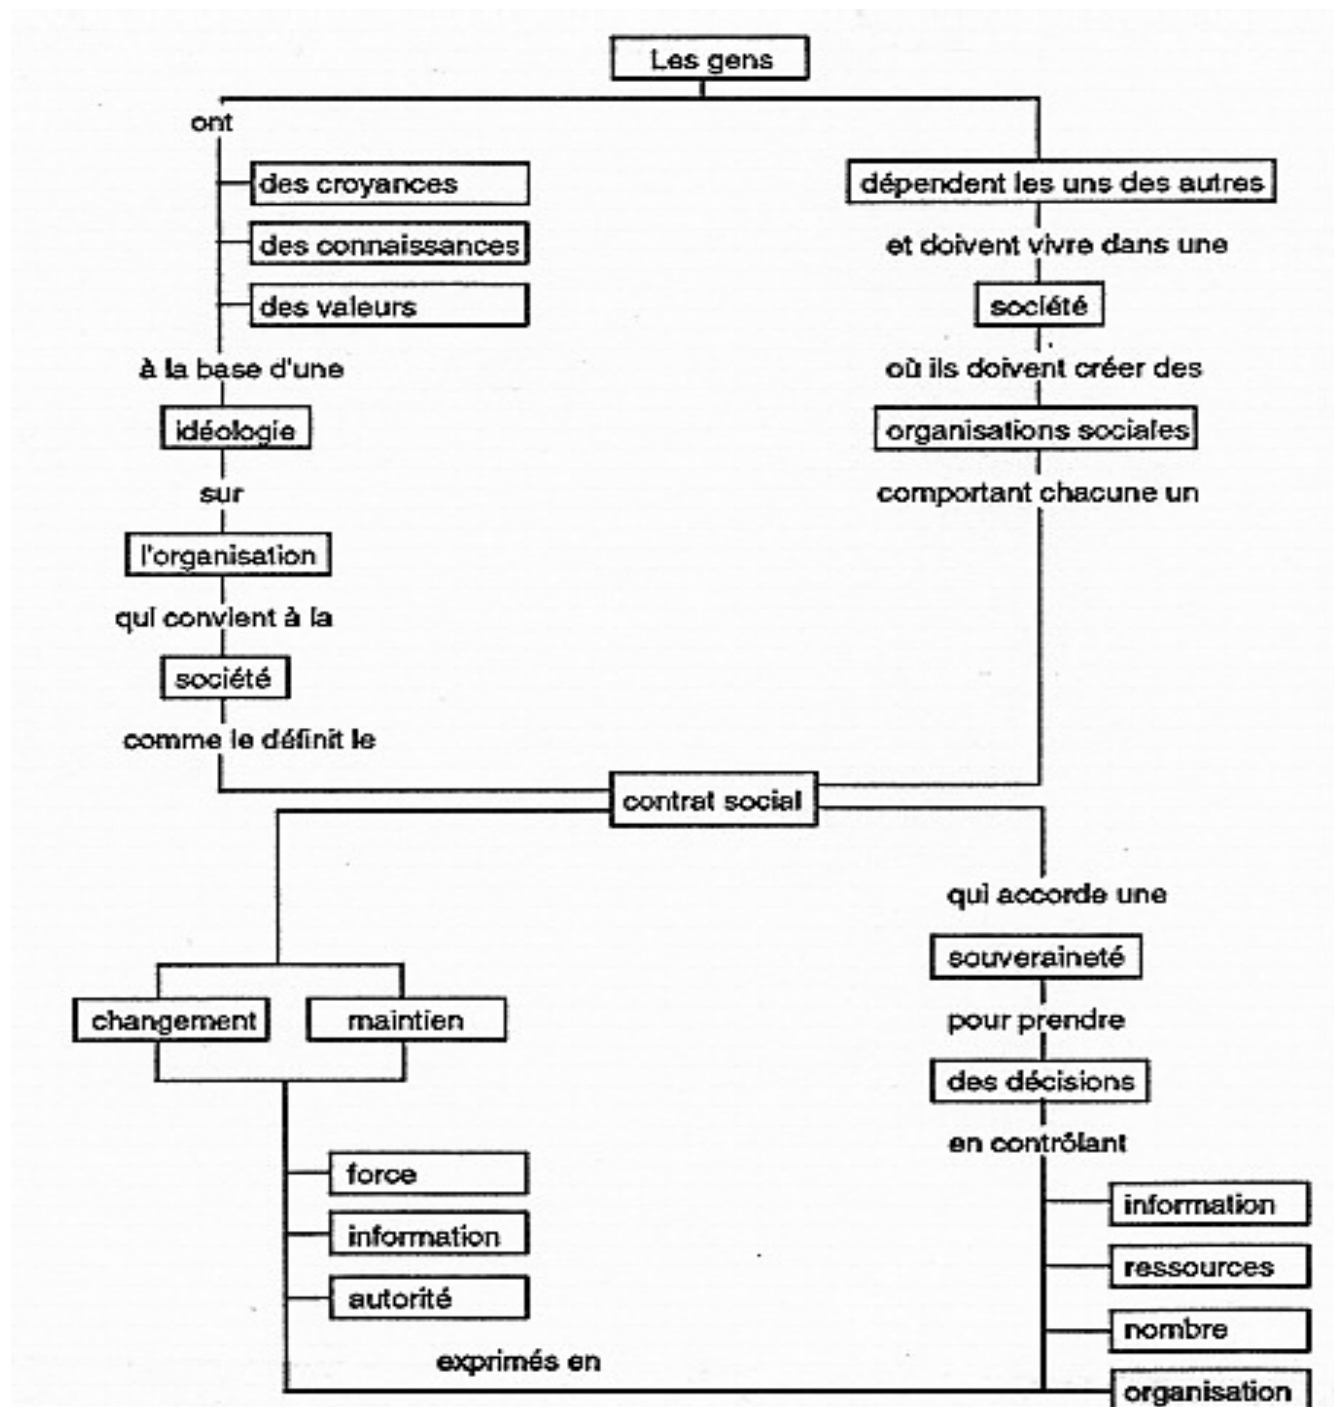 Les gens
ont
des croyances
des connaissances
des valeurs
à la base d'une
idéologie
sur
l'organisation
qui convient à la
société
comme le définit le
dépendent les uns des autres
et doivent vivre dans une
société
où ils doivent créer des
organisations sociales
comportant chacune un
contrat social
changement
maintien
force
information
autorité
exprimés en
qui accorde une
souveraineté
pour prendre
des décisions
en contrôlant
information
ressources
nombre
organisation